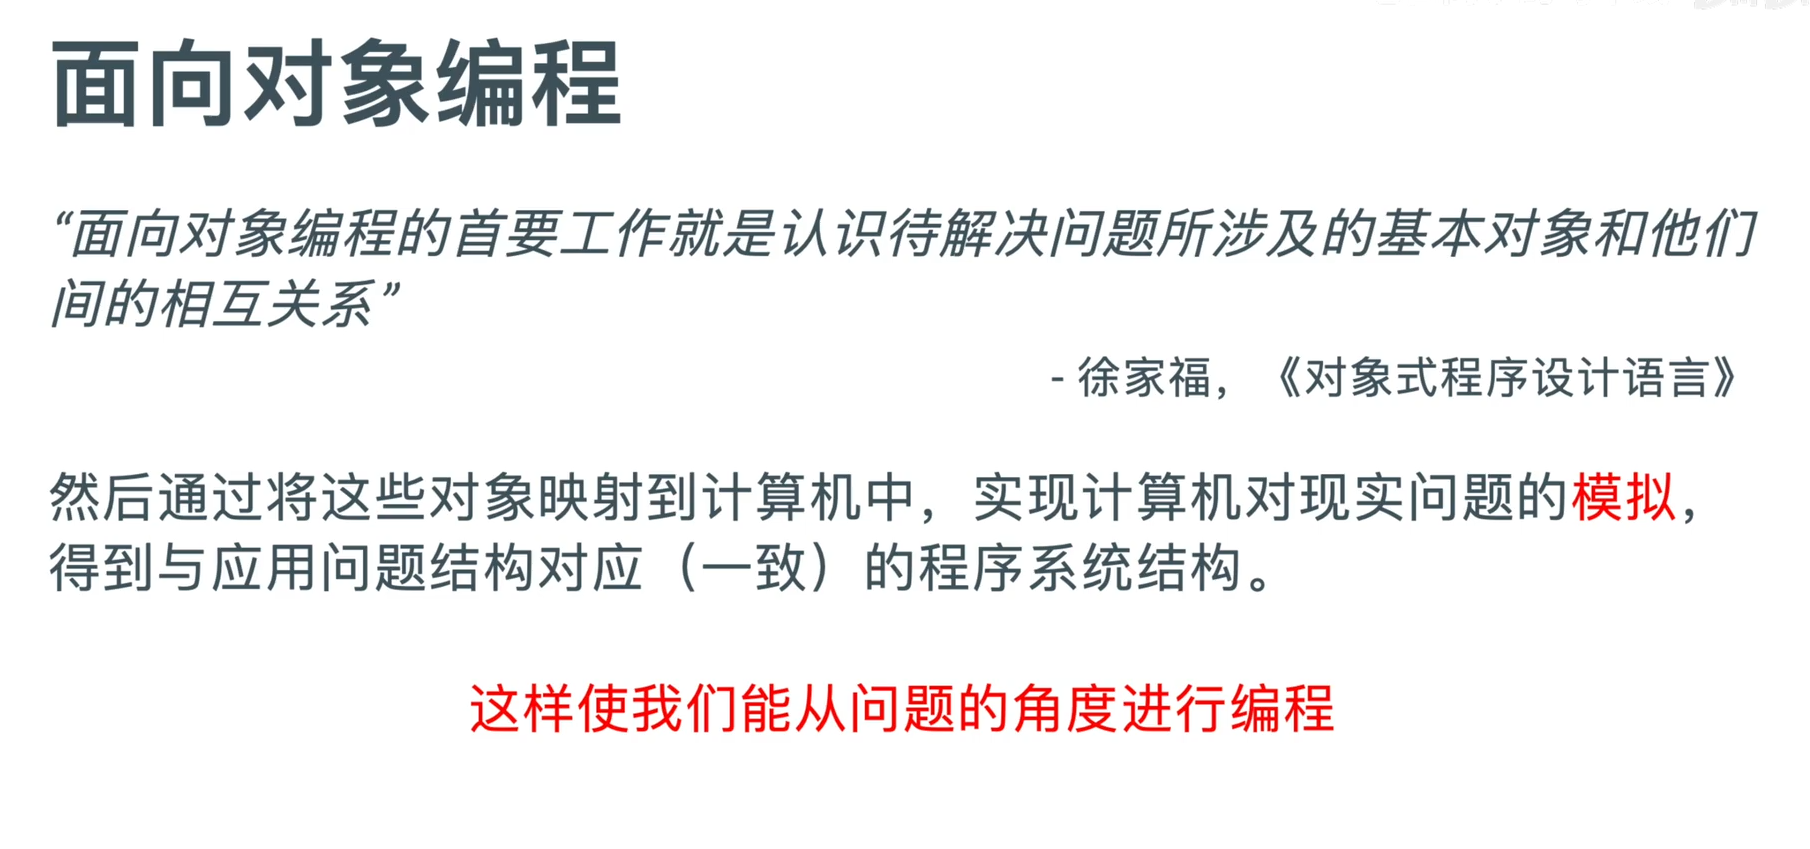 面向对象编程
“面向对象编程的首要工作就是认识待解决问题所涉及的基本对象和他们
间的相互关系”
- 徐家福，《对象式程序设计语言》
然后通过将这些对象映射到计算机中，实现计算机对现实问题的模拟，
得到与应用问题结构对应（一致）的程序系统结构。
这样使我们能从问题的角度进行编程